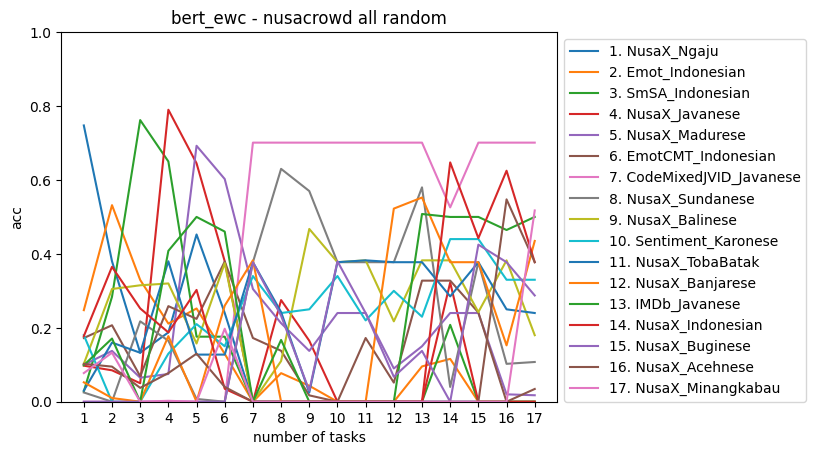 bert_ewc - nusacrowd all random
1.0
0.8
0.6
0.4
0.2
0.0
acc
1 2 3 4 5 6 7 8 9 10 11 12 13 14 15 16 17
number of tasks
1. NusaX_Ngaju
2. Emot_Indonesian
3. SmSA_Indonesian
4. NusaX_Javanese
5. NusaX_Madurese
6. EmotCMT_Indonesian
7. CodeMixedJVID_Javanese
8. NusaX_Sundanese
9. NusaX_Balinese
10. Sentiment_Karonese
11. NusaX_TobaBatak
12. NusaX_Banjarese
13. IMDb_Javanese
14. NusaX_Indonesian
15. NusaX_Buginese
16. NusaX_Acehnese
17. NusaX_Minangkabau